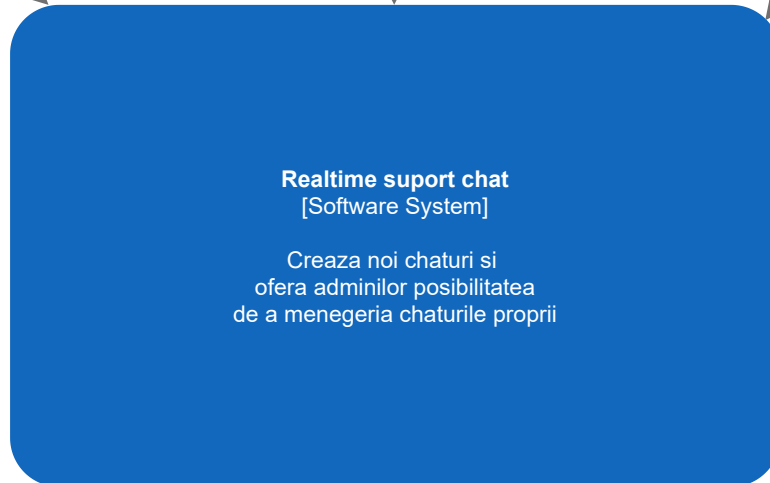 Realtime suport chat
[Software System]
Creaza noi chaturi si
ofera adminilor posibilitatea
de a menegeria chaturile proprii